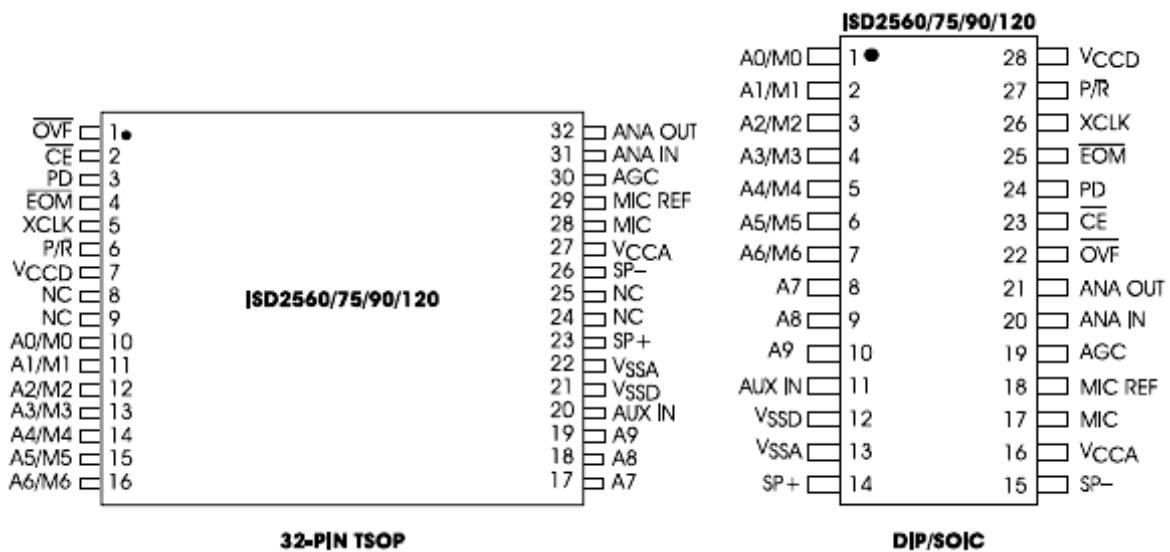 ISD2560/75/90/120
OVF 1 32 ANA OUT
CE 2 31 ANA IN
PD 3 30 AGC
EOM 4 29 MIC REF
XCLK 5 28 MIC
P/R 6 27 VCCA
VCCD 7 26 SP–
NC 8 25 NC
NC 9 24 NC
A0/M0 10 23 SP+
A1/M1 11 22 VSSA
A2/M2 12 21 VSSD
A3/M3 13 20 AUX IN
A4/M4 14 19 A9
A5/M5 15 18 A8
A6/M6 16 17 A7
32-PIN TSOP
ISD2560/75/90/120
A0/M0 1 28 VCCD
A1/M1 2 27 P/R
A2/M2 3 26 XCLK
A3/M3 4 25 EOM
A4/M4 5 24 PD
A5/M5 6 23 CE
A6/M6 7 22 OVF
A7 8 21 ANA OUT
A8 9 20 ANA IN
A9 10 19 AGC
AUX IN 11 18 MIC REF
VSSD 12 17 MIC
VSSA 13 16 VCCA
SP+ 14 15 SP–
DIP/SOIC